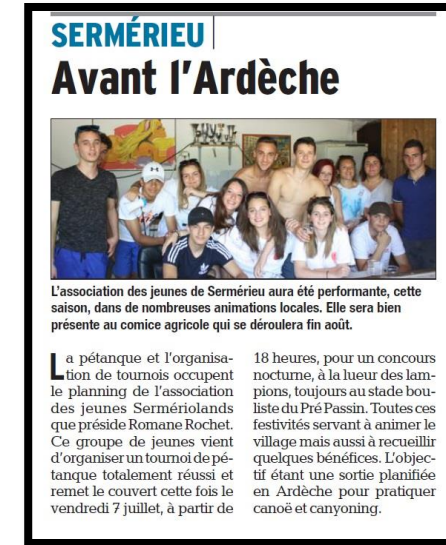 SERMÉRIEU
Avant l'Ardèche
L'association des jeunes de Sermérieu aura été performante, cette
saison, dans de nombreuses animations locales. Elle sera bien
présente au comice agricole qui se déroulera fin août.
La pétanque et l'organisa-
tion de tournois occupent
le planning de l'association
des jeunes Sermériolands
que préside Romane Rochet.
Ce groupe de jeunes vient
d'organiser un tournoi de pé-
tanque totalement réussi et
remet le couvert cette fois le
vendredi 7 juillet, à partir de
18 heures, pour un concours
nocturne, à la lueur des lam-
pions, toujours au stade bou-
liste du Pré Passin. Toutes ces
festivités servant à animer le
village mais aussi à recueillir
quelques bénéfices. L'objec-
tif étant une sortie planifiée
en Ardèche pour pratiquer
canoë et canyoning.